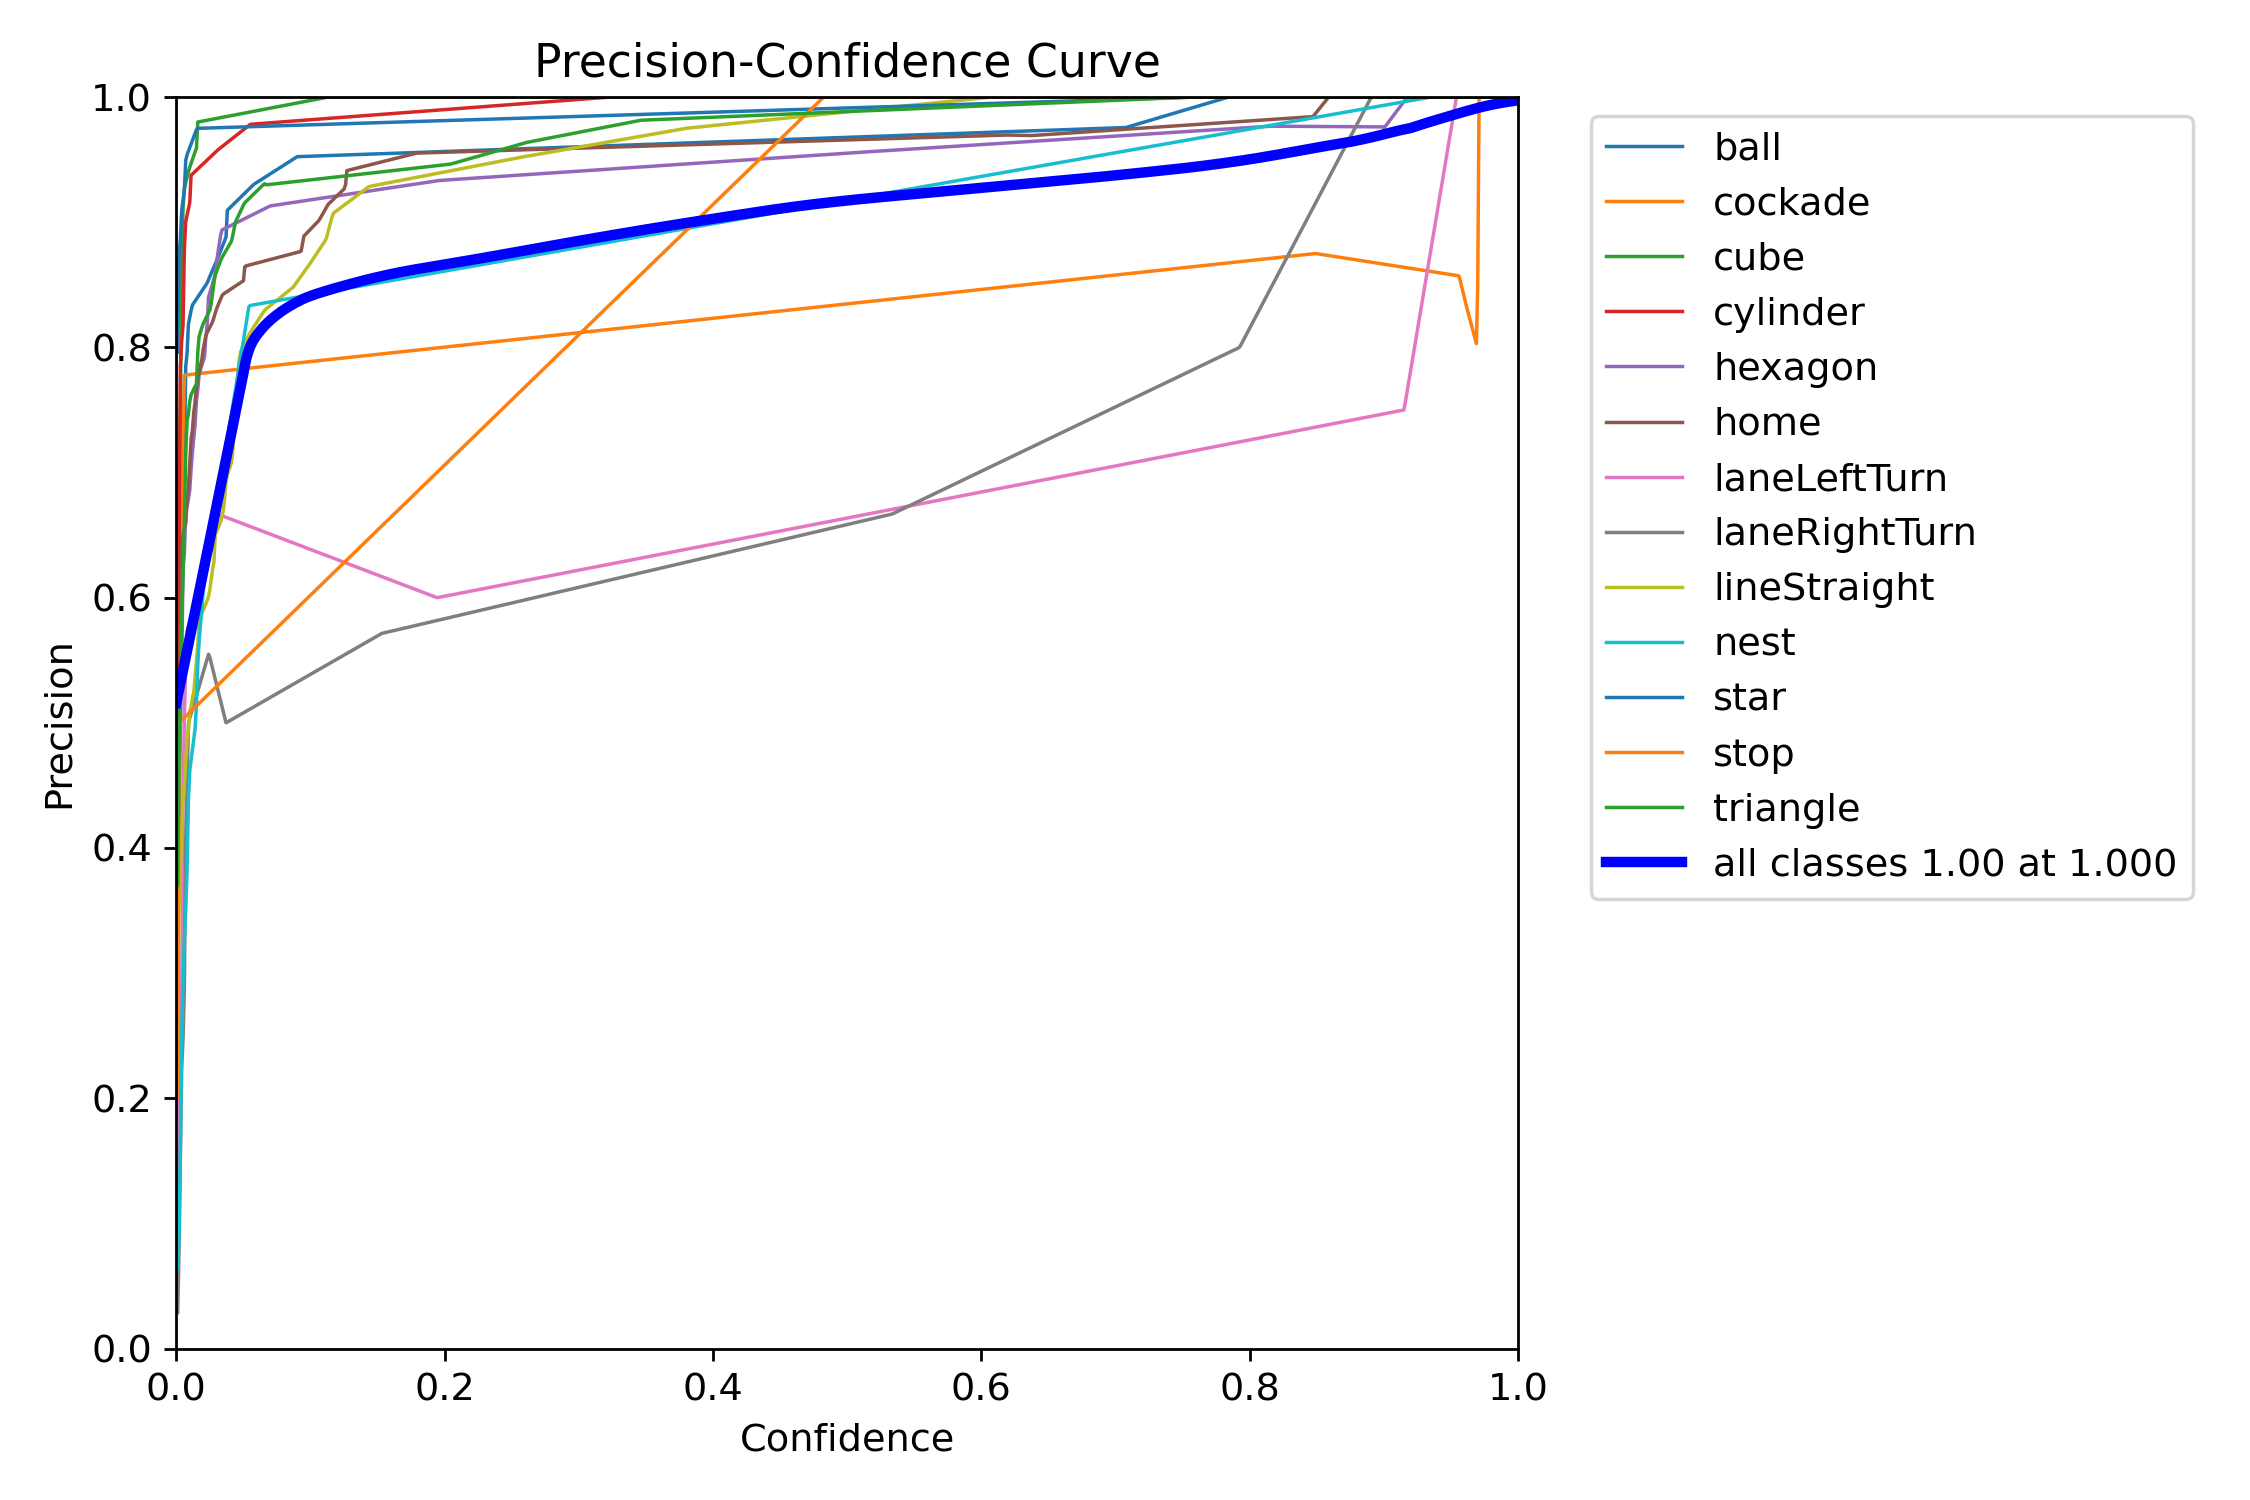 Precision-Confidence Curve
1.0
0.8
0.6
0.4
0.2
0.0
Precision
0.0 0.2 0.4 0.6 0.8 1.0
Confidence
ball
cockade
cube
cylinder
hexagon
home
laneLeftTurn
laneRightTurn
lineStraight
nest
star
stop
triangle
all classes 1.00 at 1.000